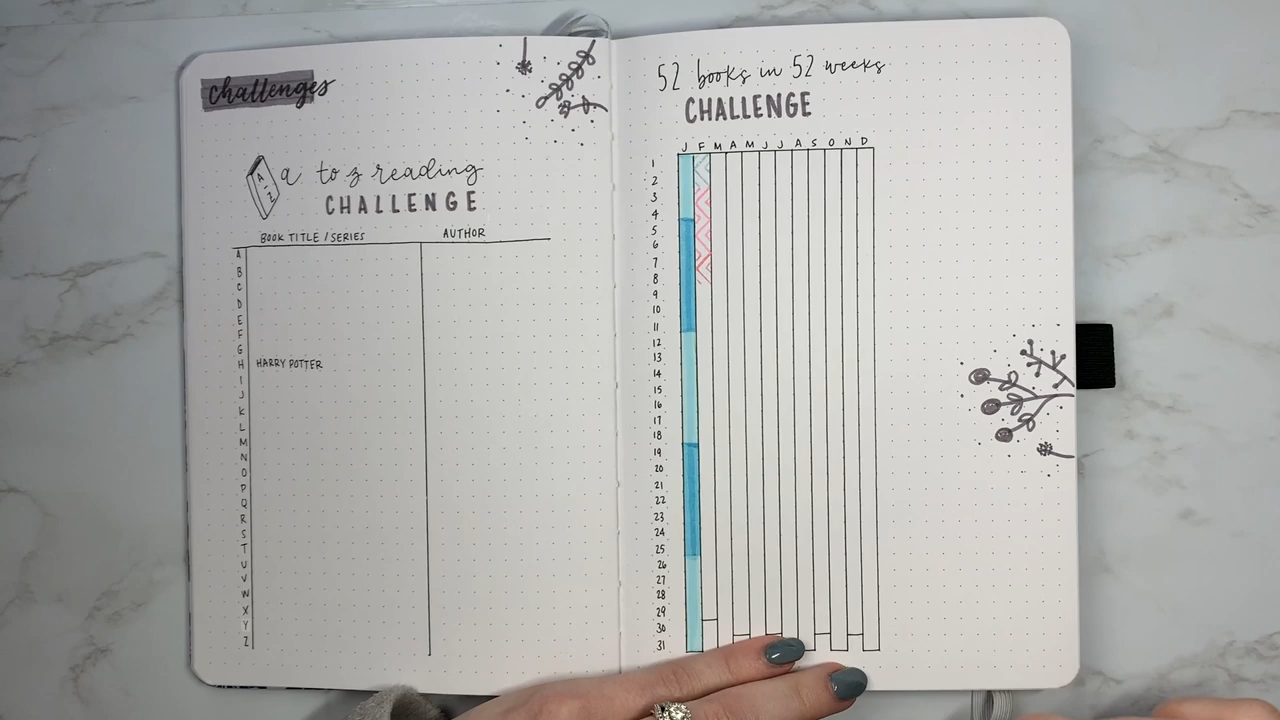 challenges
A - Z
a to z reading
CHALLENGE
BOOK TITLE / SERIES AUTHOR
A
B
C
D
E
F
G
H HARRY POTTER
I
J
K
L
M
N
O
P
Q
R
S
T
U
V
W
X
Y
Z
52 books in 52 weeks
CHALLENGE
J F M A M J J A S O N D
1
2
3
4
5
6
7
8
9
10
11
12
13
14
15
16
17
18
19
20
21
22
23
24
25
26
27
28
29
30
31